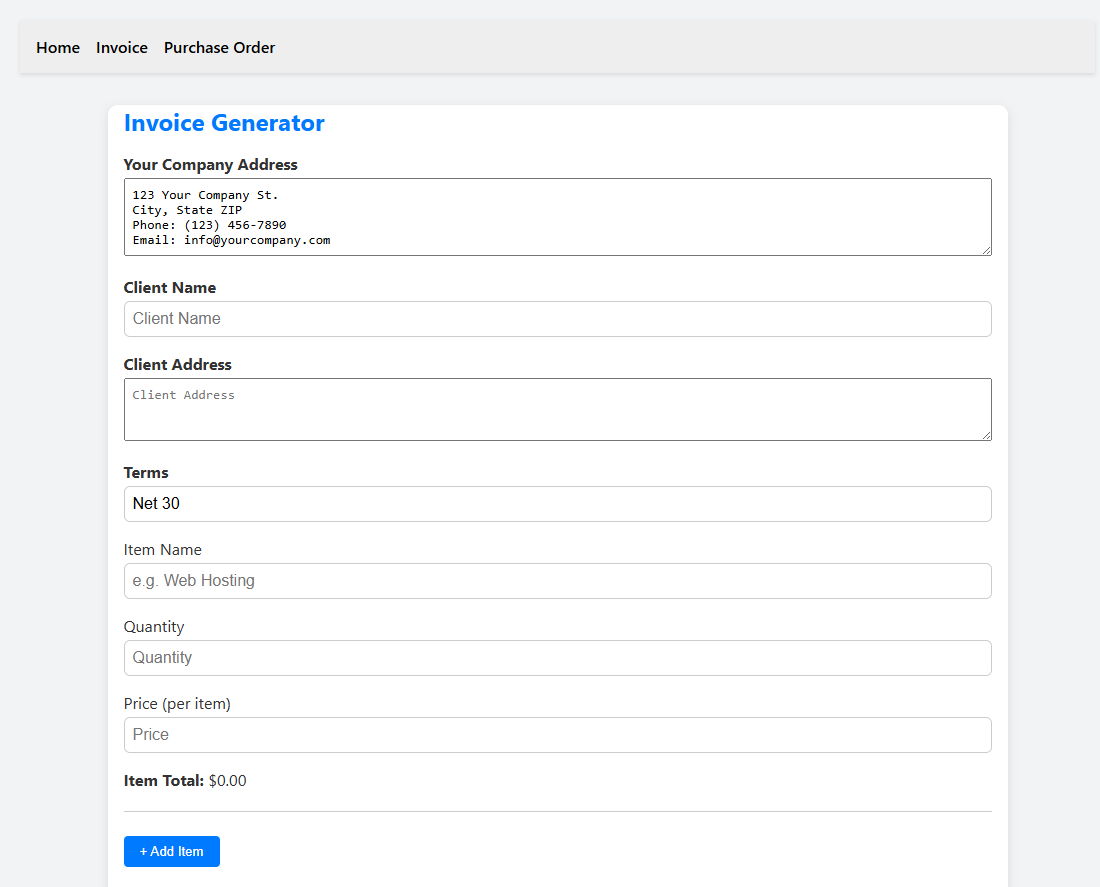 Home Invoice Purchase Order
Invoice Generator
Your Company Address
123 Your Company St.
City, State ZIP
Phone: (123) 456-7890
Email: info@yourcompany.com
Client Name
Client Name
Client Address
Client Address
Terms
Net 30
Item Name
e.g. Web Hosting
Quantity
Quantity
Price (per item)
Price
Item Total: $0.00
+ Add Item